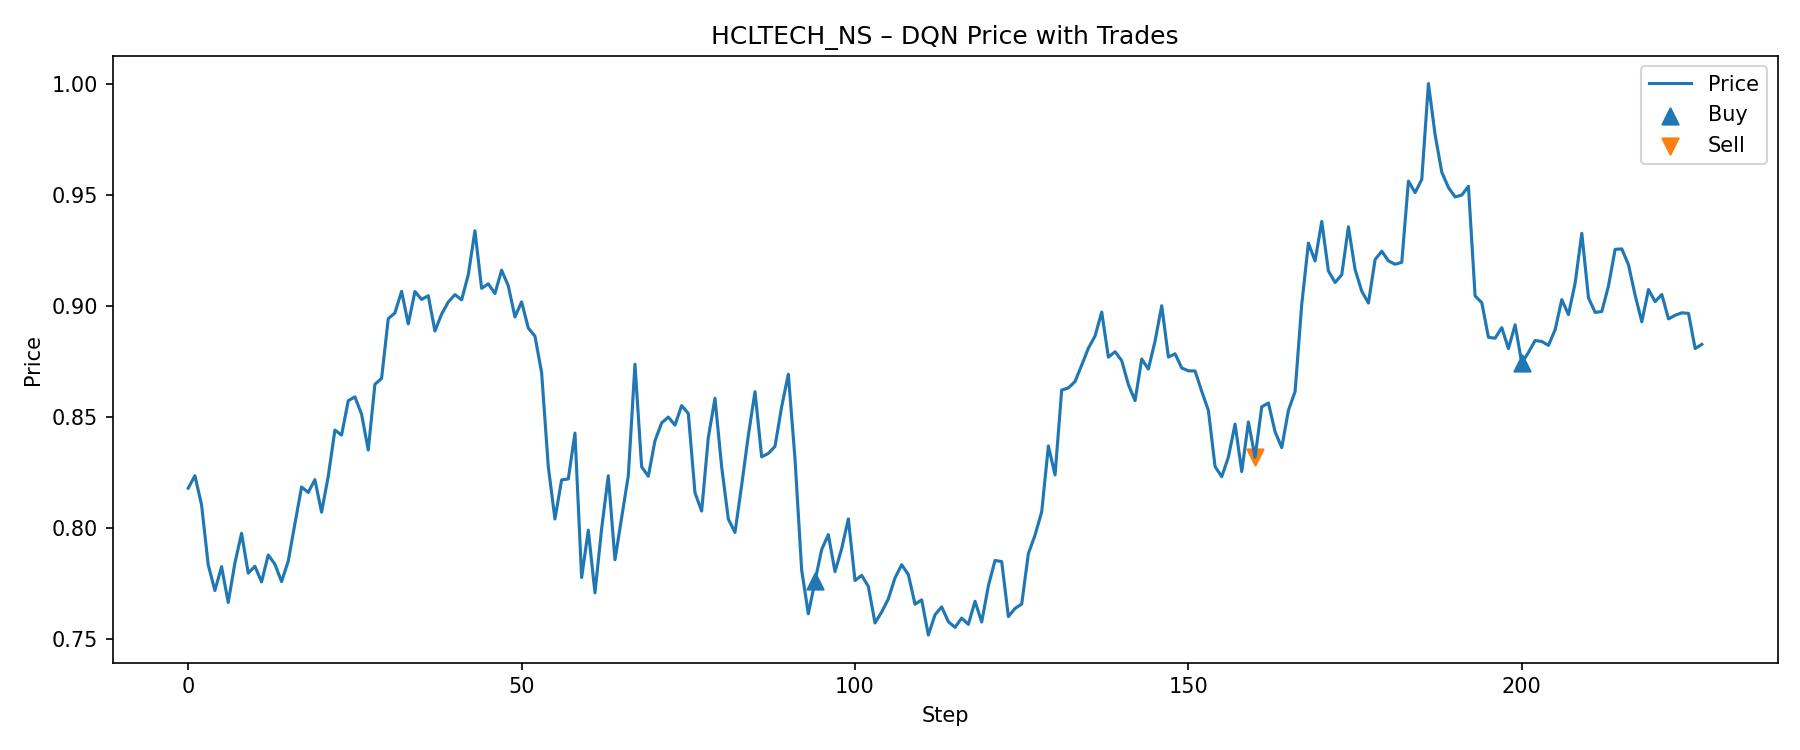 HCLTECH_NS – DQN Price with Trades
Price
Buy
Sell
1.00
0.95
0.90
0.85
0.80
0.75
Price
0
50
100
150
200
Step